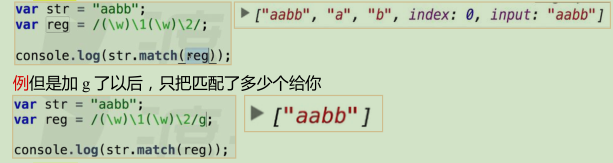 var str = "aabb";
var reg = /(\w)\1(\w)\2/;
console.log(str.match(reg));
▶ ["aabb", "a", "b", index: 0, input: "aabb"]
例但是加 g 了以后，只把匹配了多少个给你
var str = "aabb";
var reg = /(\w)\1(\w)\2/g;
console.log(str.match(reg));
▶ ["aabb"]